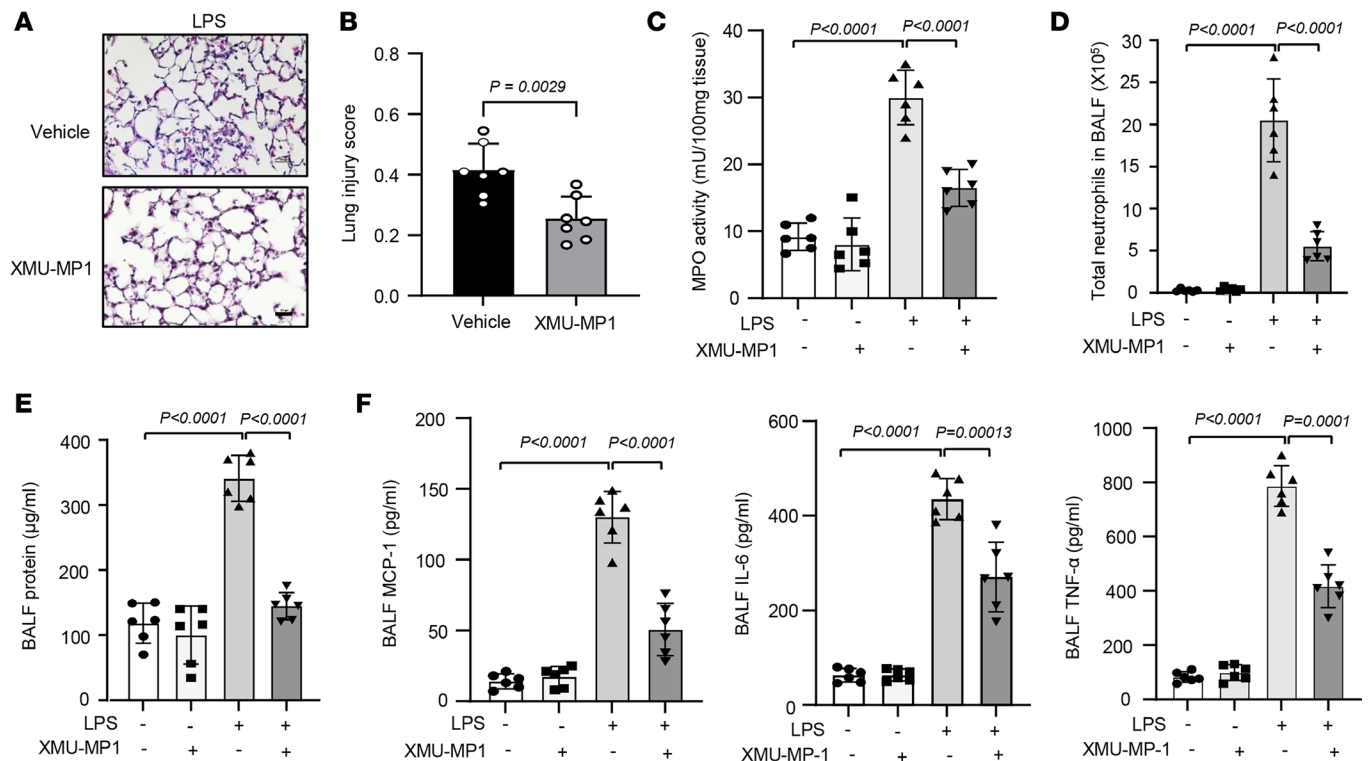 A
LPS
Vehicle
XMU-MP1
B
Lung injury score
0.8
0.6
0.4
0.2
0.0
P = 0.0029
Vehicle XMU-MP1
C
MPO activity (mU/100mg tissue)
40
30
20
10
0
P<0.0001 P<0.0001
LPS - - + +
XMU-MP1 - + - +
D
Total neutrophils in BALF (X10⁵)
30
25
20
15
10
5
0
P<0.0001 P<0.0001
LPS - - + +
XMU-MP1 - + - +
E
BALF protein (µg/ml)
400
300
200
100
0
P<0.0001 P<0.0001
LPS - - + +
XMU-MP1 - + - +
F
BALF MCP-1 (pg/ml)
200
150
100
50
0
P<0.0001 P<0.0001
LPS - - + +
XMU-MP1 - + - +
BALF IL-6 (pg/ml)
600
400
200
0
P<0.0001 P=0.00013
LPS - - + +
XMU-MP-1 - + - +
BALF TNF-α (pg/ml)
1000
800
600
400
200
0
P<0.0001 P=0.0001
LPS - - + +
XMU-MP-1 - + - +